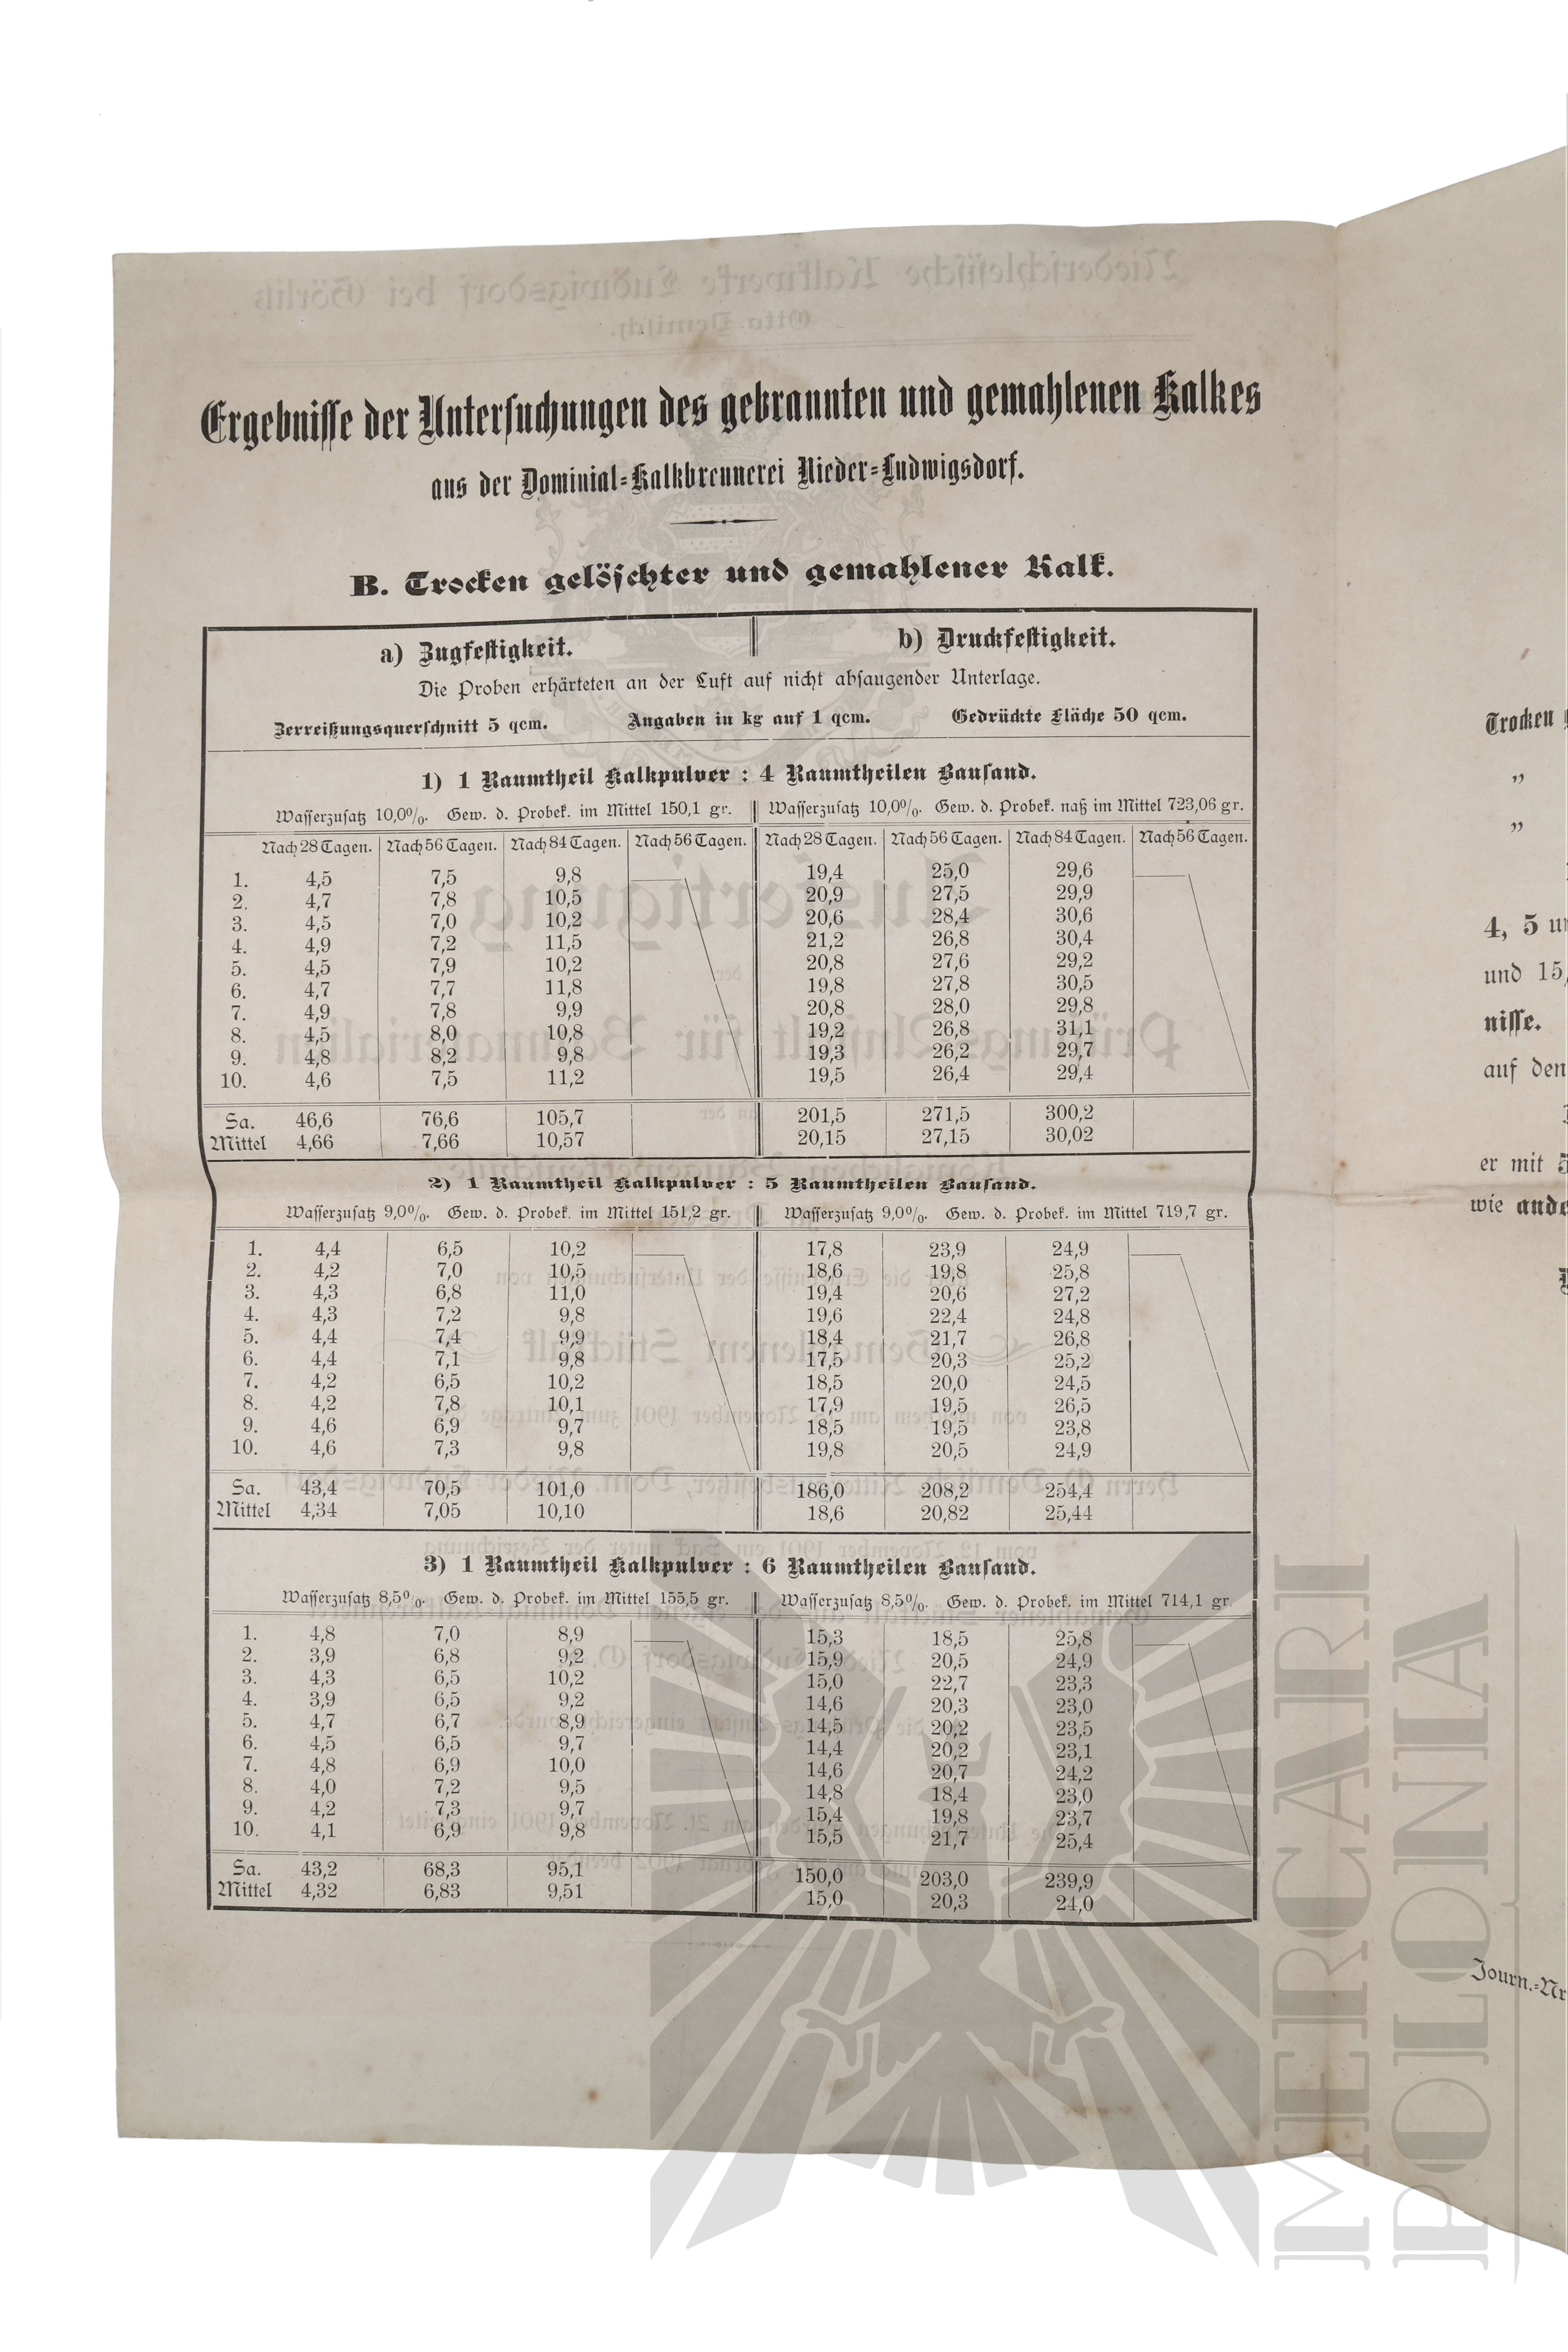 Ergebnisse der Untersuchungen des gebrannten und gemahlenen Kalkes
aus der Dominial-Kalkbrennerei Nieder-Ludwigsdorf.
B. Trocken gelöschter und gemahlener Kalk.
a) Zugfestigkeit. b) Druckfestigkeit.
Die Proben erhärteten an der Luft auf nicht absaugender Unterlage.
Zerreißungsquerschnitt 5 qcm. Angaben in kg auf 1 qcm. Gedrückte Fläche 50 qcm.
1) 1 Raumtheil Kalkpulver : 4 Raumtheilen Bausand.
Wasserzusatz 10,0%. Gew. d. Probek. im Mittel 150,1 gr. Wasserzusatz 10,0%. Gew. d. Probek. naß im Mittel 723,06 gr.
Nach 28 Tagen. Nach 56 Tagen. Nach 84 Tagen. Nach 56 Tagen. Nach 28 Tagen. Nach 56 Tagen. Nach 84 Tagen. Nach 56 Tagen.
1. 4,5 7,5 9,8 19,4 25,0 29,6
2. 4,7 7,8 10,5 20,9 27,5 29,9
3. 4,5 7,0 10,2 20,6 28,4 30,6
4. 4,9 7,2 11,5 21,2 26,8 30,4
5. 4,5 7,9 10,2 20,8 27,6 29,2
6. 4,7 7,7 11,8 19,8 27,8 30,5
7. 4,9 7,8 9,9 20,8 28,0 29,8
8. 4,5 8,0 10,8 19,2 26,8 31,1
9. 4,8 8,2 9,8 19,3 26,2 29,7
10. 4,6 7,5 11,2 19,5 26,4 29,4
Sa. 46,6 76,6 105,7 201,5 271,5 300,2
Mittel 4,66 7,66 10,57 20,15 27,15 30,02
2) 1 Raumtheil Kalkpulver : 5 Raumtheilen Bausand.
Wasserzusatz 9,0%. Gew. d. Probek. im Mittel 151,2 gr. Wasserzusatz 9,0%. Gew. d. Probek. im Mittel 719,7 gr.
1. 4,4 6,5 10,2 17,8 23,9 24,9
2. 4,2 7,0 10,5 18,6 19,8 25,8
3. 4,3 6,8 11,0 19,4 20,6 27,2
4. 4,3 7,2 9,8 19,6 22,4 24,8
5. 4,4 7,4 9,9 18,4 21,7 26,8
6. 4,4 7,1 9,8 17,5 20,3 25,2
7. 4,2 6,5 10,2 18,5 20,0 24,5
8. 4,2 7,8 10,1 17,9 19,5 26,5
9. 4,6 6,9 9,7 18,5 19,5 23,8
10. 4,6 7,3 9,8 19,8 20,5 24,9
Sa. 43,4 70,5 101,0 186,0 208,2 254,4
Mittel 4,34 7,05 10,10 18,6 20,82 25,44
3) 1 Raumtheil Kalkpulver : 6 Raumtheilen Bausand.
Wasserzusatz 8,5%. Gew. d. Probek. im Mittel 155,5 gr. Wasserzusatz 8,5%. Gew. d. Probek. im Mittel 714,1 gr
1. 4,8 7,0 8,9 15,3 18,5 25,8
2. 3,9 6,8 9,2 15,9 20,5 24,9
3. 4,3 6,5 10,2 15,0 22,7 23,3
4. 3,9 6,5 9,2 14,6 20,3 23,0
5. 4,7 6,7 8,9 14,5 20,2 23,5
6. 4,5 6,5 9,7 14,4 20,2 23,1
7. 4,8 6,9 10,0 14,6 20,7 24,2
8. 4,0 7,2 9,5 14,8 18,4 23,0
9. 4,2 7,3 9,7 15,4 19,8 23,7
10. 4,1 6,9 9,8 15,5 21,7 25,4
Sa. 43,2 68,3 95,1 150,0 203,0 239,9
Mittel 4,32 6,83 9,51 15,0 20,3 24,0
Trocken
"
"
4, 5
und 15,
nisse.
auf den
er mit 5
wie
Journ.-Nr
MERCARI
POLONIA